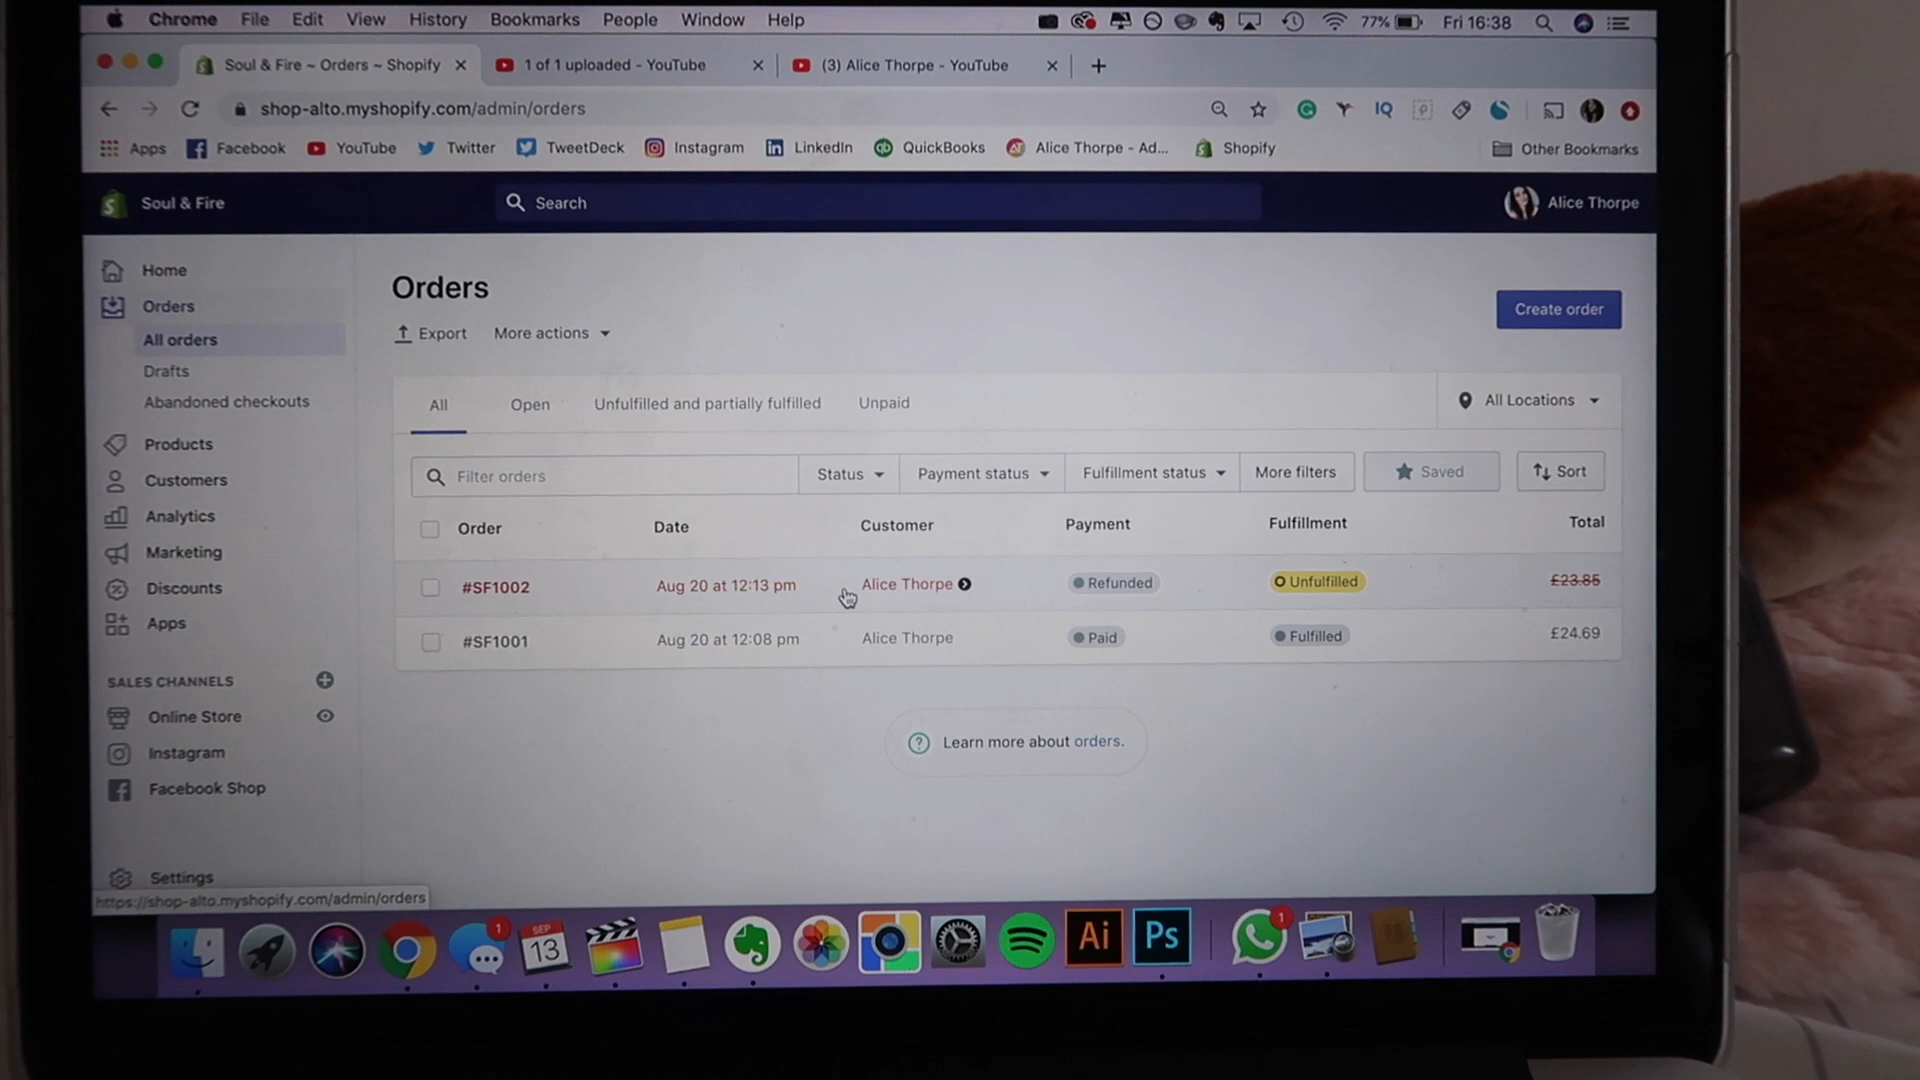 Chrome File Edit View History Bookmarks People Window Help 77% Fri 16:38
Soul & Fire ~ Orders ~ Shopify 1 of 1 uploaded - YouTube (3) Alice Thorpe - YouTube
shop-alto.myshopify.com/admin/orders IQ
Apps Facebook YouTube Twitter TweetDeck Instagram LinkedIn QuickBooks Alice Thorpe - Ad... Shopify Other Bookmarks
Soul & Fire Search Alice Thorpe
Home
Orders
All orders
Drafts
Abandoned checkouts
Products
Customers
Analytics
Marketing
Discounts
Apps
SALES CHANNELS
Online Store
Instagram
Facebook Shop
Settings
https://shop-alto.myshopify.com/admin/orders
Orders
Create order
Export More actions
All Open Unfulfilled and partially fulfilled Unpaid All Locations
Filter orders Status Payment status Fulfillment status More filters Saved Sort
Order Date Customer Payment Fulfillment Total
#SF1002 Aug 20 at 12:13 pm Alice Thorpe Refunded Unfulfilled £23.85
#SF1001 Aug 20 at 12:08 pm Alice Thorpe Paid Fulfilled £24.69
Learn more about orders.
1 SEP 13 Ai Ps 1